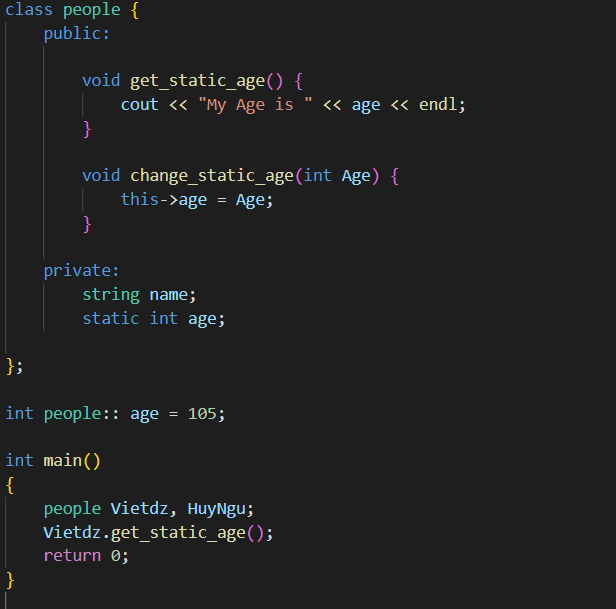 class people {
public:
void get_static_age() {
cout << "My Age is " << age << endl;
}
void change_static_age(int Age) {
this->age = Age;
}
private:
string name;
static int age;
};
int people:: age = 105;
int main()
{
people Vietdz, HuyNgu;
Vietdz.get_static_age();
return 0;
}